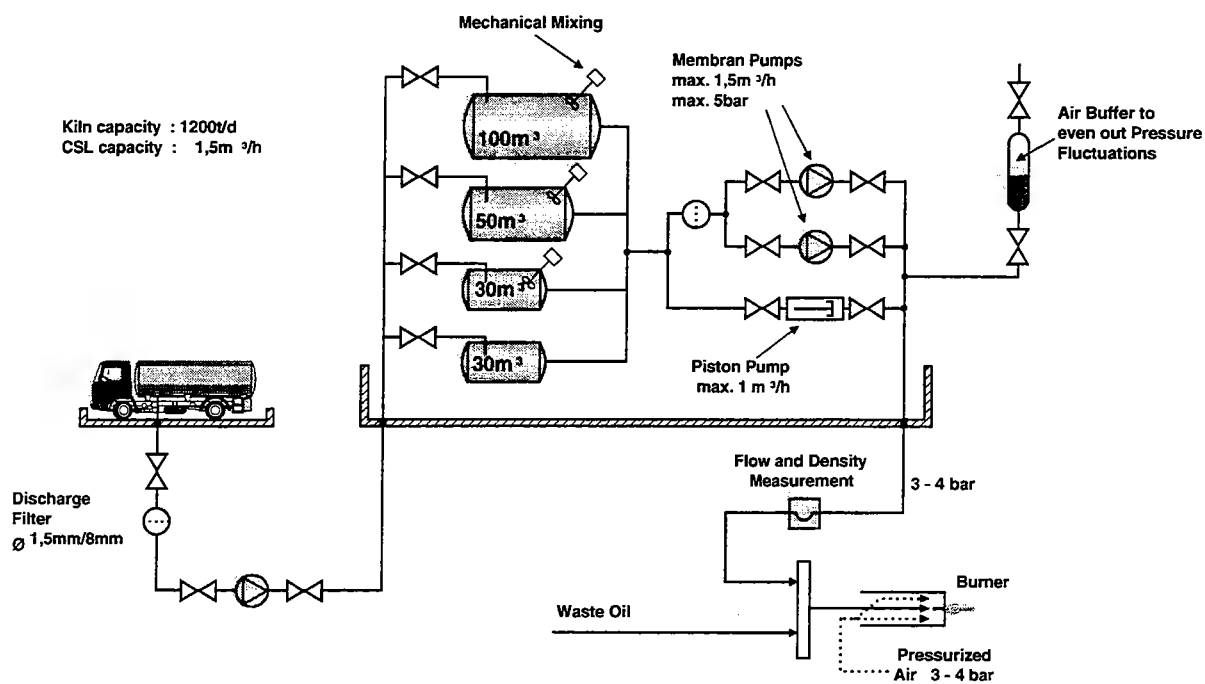 Mechanical Mixing
Membran Pumps
max. 1,5m ³/h
max. 5bar
Air Buffer to
even out Pressure
Fluctuations
Kiln capacity : 1200t/d
CSL capacity : 1,5m ³/h
100m³
50m³
30m³
30m³
Piston Pump
max. 1 m ³/h
Flow and Density
Measurement
3 - 4 bar
Discharge
Filter
Ø 1,5mm/8mm
Burner
Waste Oil
Pressurized
Air 3 - 4 bar